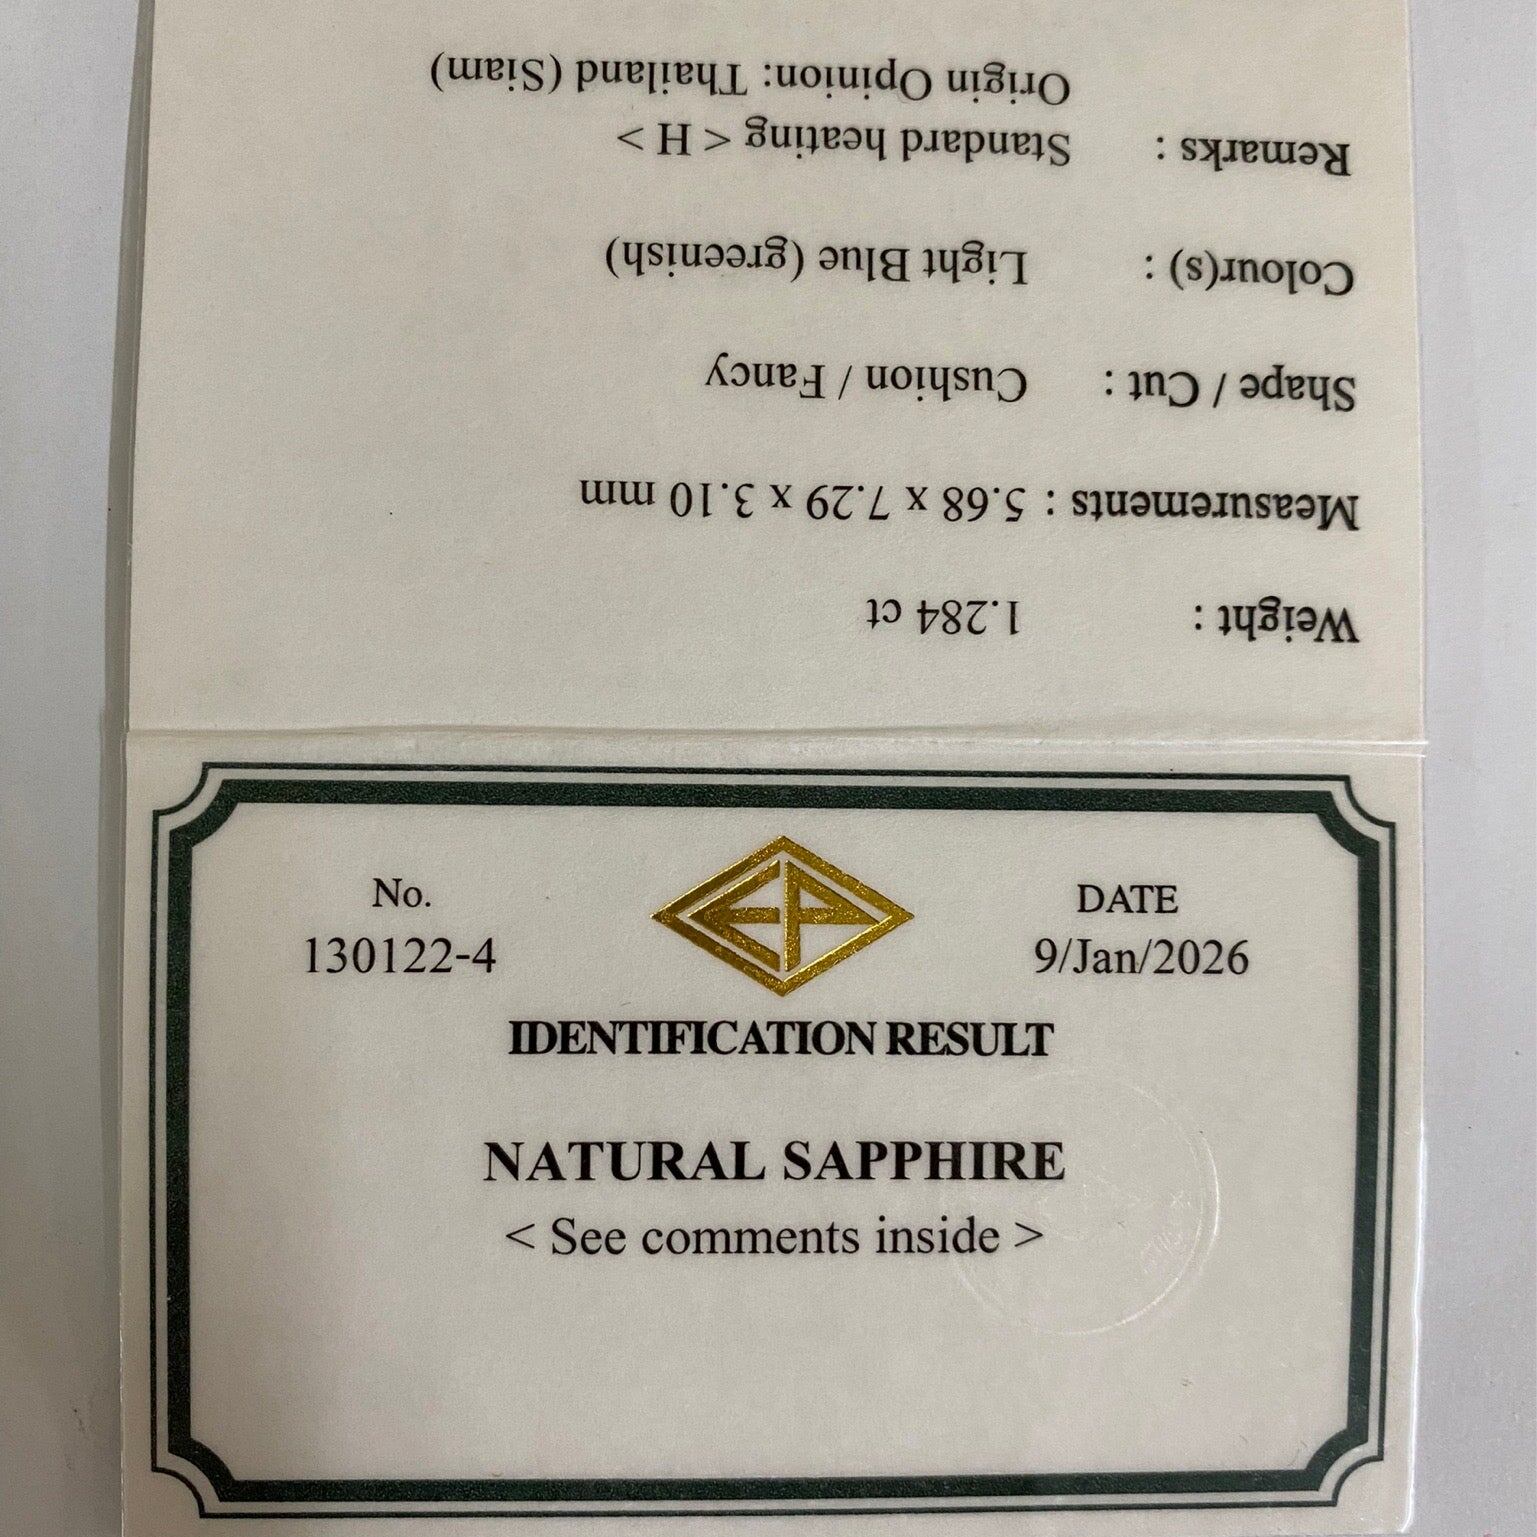 Weight : 1.284 ct
Measurements : 5.68 x 7.29 x 3.10 mm
Shape / Cut : Cushion / Fancy
Colour(s) : Light Blue (greenish)
Remarks : Standard heating < H >
Origin Opinion: Thailand (Siam)
No.
130122-4
EP
DATE
9/Jan/2026
IDENTIFICATION RESULT
NATURAL SAPPHIRE
< See comments inside >